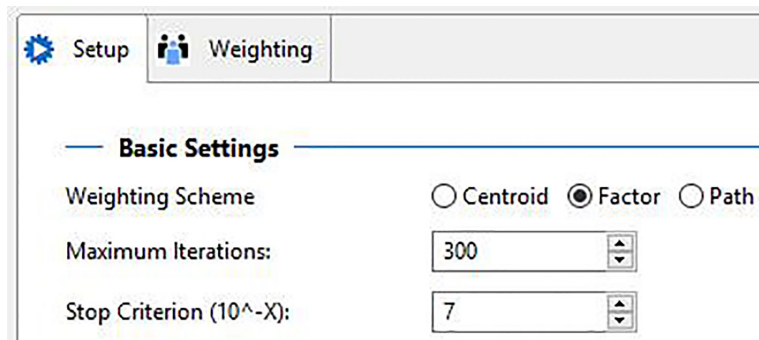 Setup Weighting
Basic Settings
Weighting Scheme Centroid Factor Path
Maximum Iterations: 300
Stop Criterion (10^-X): 7